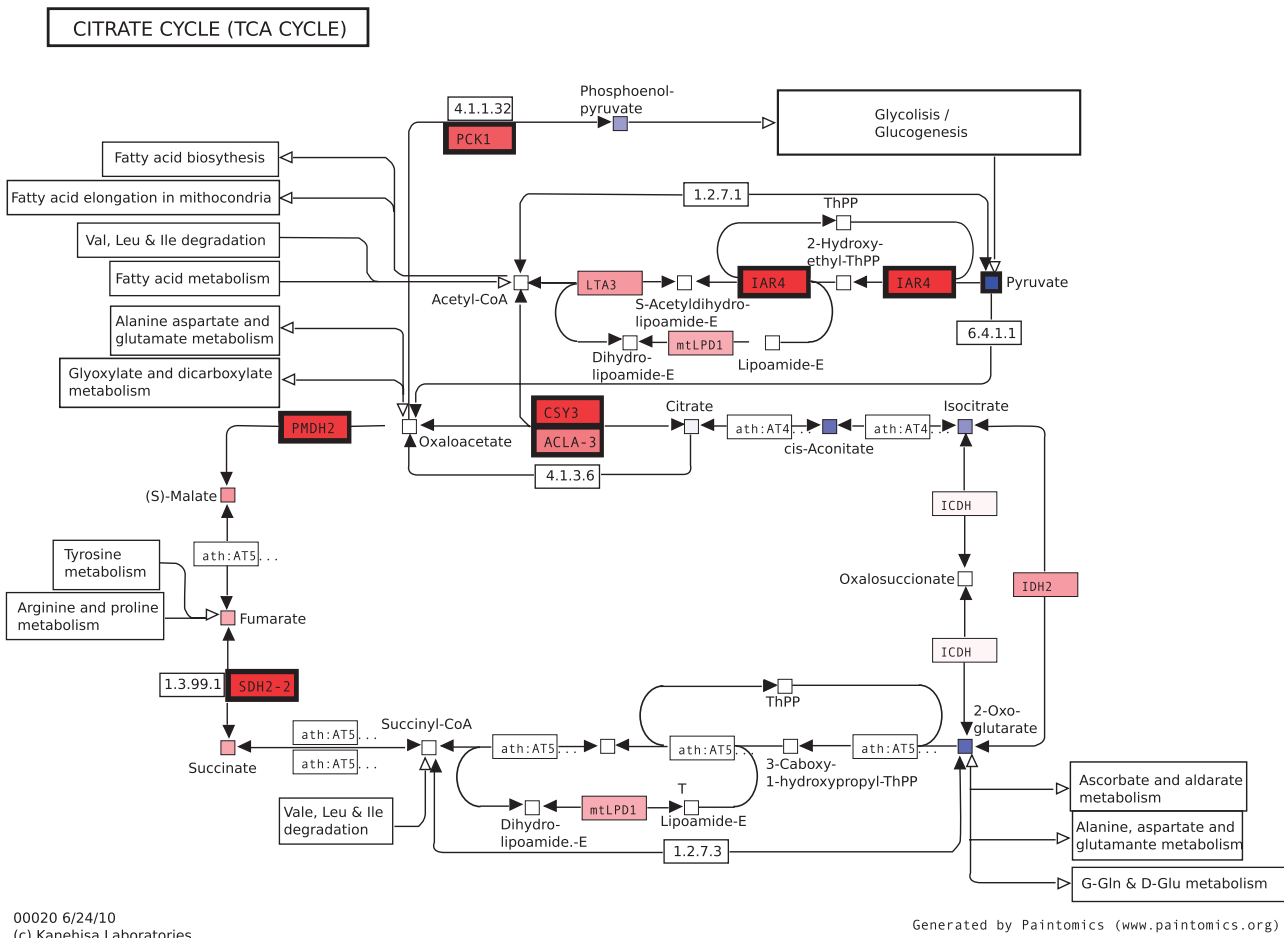 CITRATE CYCLE (TCA CYCLE)
Phosphoenol-
pyruvate
4.1.1.32
PCK1
Glycolisis /
Glucogenesis
Fatty acid biosythesis
Fatty acid elongation in mithocondria
Val, Leu & Ile degradation
Fatty acid metabolism
1.2.7.1
ThPP
2-Hydroxy-
ethyl-ThPP
Acetyl-CoA
LTA3
S-Acetyldihydro-
lipoamide-E
IAR4
IAR4
Pyruvate
Alanine aspartate and
glutamate metabolism
Glyoxylate and dicarboxylate
metabolism
6.4.1.1
mtLPD1
Dihydro-
lipoamide-E
Lipoamide-E
PMDH2
Oxaloacetate
CSY3
ACLA-3
Citrate
ath:AT4...
cis-Aconitate
ath:AT4...
Isocitrate
4.1.3.6
(S)-Malate
ICDH
ath:AT5...
Tyrosine
metabolism
Arginine and proline
metabolism
Fumarate
Oxalosuccionate
IDH2
ICDH
1.3.99.1
SDH2-2
ThPP
2-Oxo-
glutarate
Succinate
ath:AT5...
ath:AT5...
Succinyl-CoA
ath:AT5...
ath:AT5...
ath:AT5...
3-Caboxy-
1-hydroxypropyl-ThPP
Vale, Leu & Ile
degradation
Dihydro-
lipoamide.-E
mtLPD1
T
Lipoamide-E
1.2.7.3
Ascorbate and aldarate
metabolism
Alanine, aspartate and
glutamante metabolism
G-Gln & D-Glu metabolism
00020 6/24/10
(c) Kanehisa Laboratories
Generated by Paintomics (www.paintomics.org)